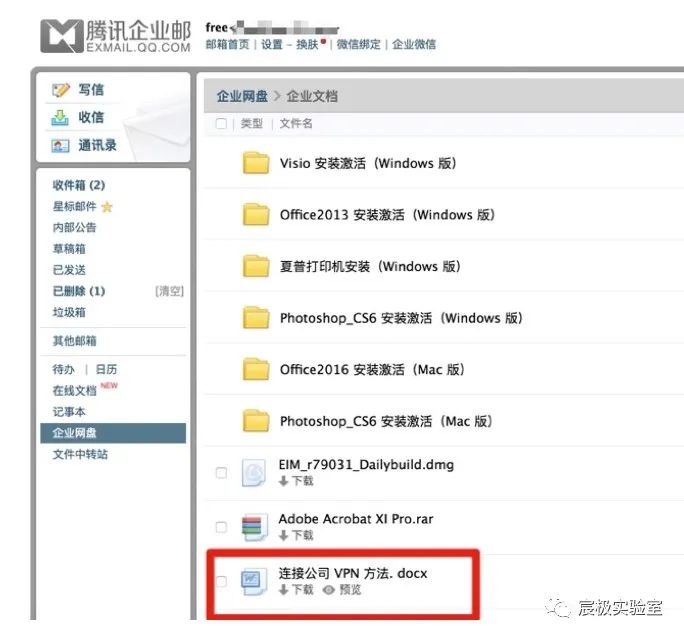 腾讯企业邮
EXMAIL.QQ.COM
free
邮箱首页 | 设置 - 换肤 | 微信绑定 | 企业微信
写信
收信
通讯录
收件箱 (2)
星标邮件
内部公告
草稿箱
已发送
已删除 (1) [清空]
垃圾箱
其他邮箱
待办 | 日历
在线文档 NEW
记事本
企业网盘
文件中转站
企业网盘 > 企业文档
类型 | 文件名
Visio 安装激活（Windows 版）
Office2013 安装激活（Windows 版）
夏普打印机安装（Windows 版）
Photoshop_CS6 安装激活（Windows 版）
Office2016 安装激活（Mac 版）
Photoshop_CS6 安装激活（Mac 版）
EIM_r79031_Dailybuild.dmg
下载
Adobe Acrobat XI Pro.rar
下载
连接公司 VPN 方法. docx
下载 预览
宸极实验室